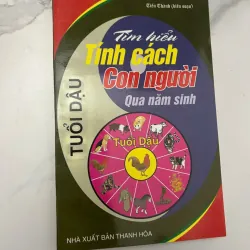 Tiến Thành (biên soạn)
Tìm hiểu
Tính cách
Con người
Qua năm sinh
TUỔI DẬU
Tuổi Dậu
NHÀ XUẤT BẢN THANH HÓA